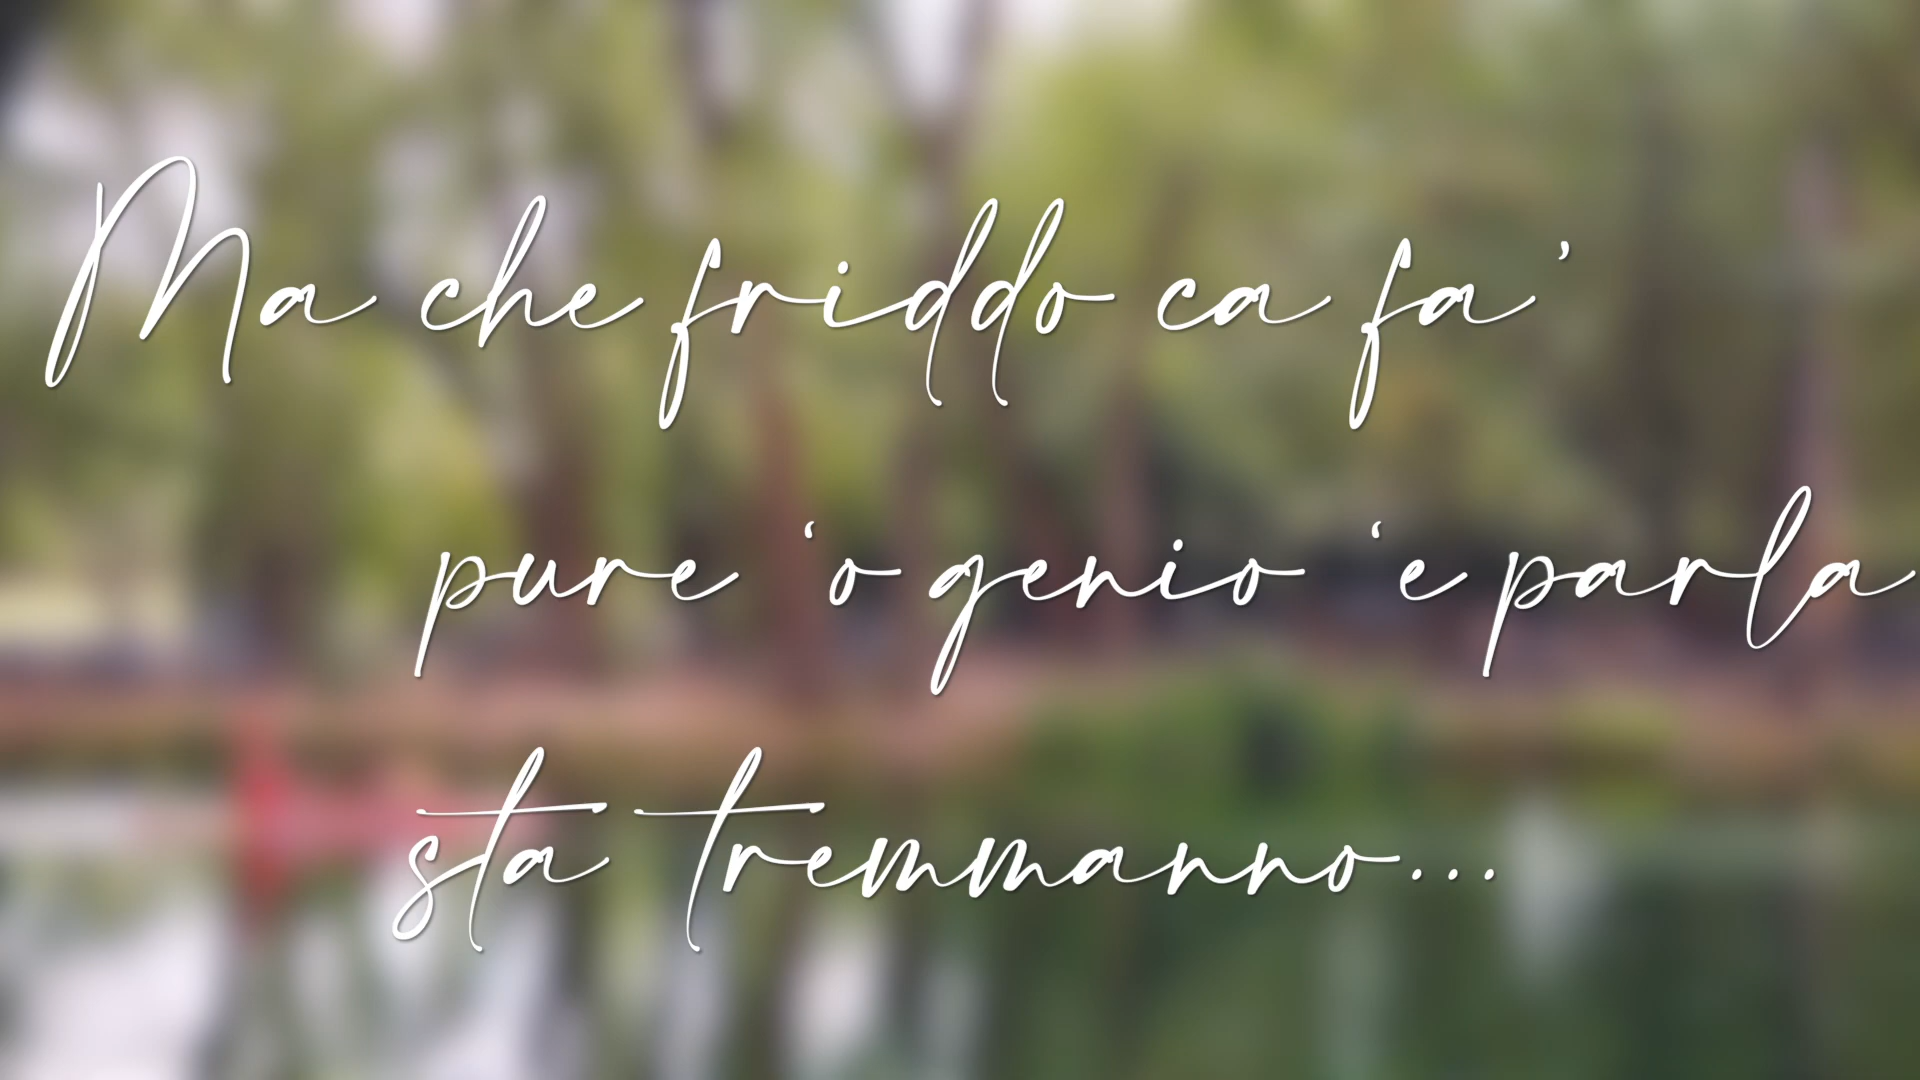 Ma che friddo ca fa'
pure 'o genio 'e parla
sta tremmanno...